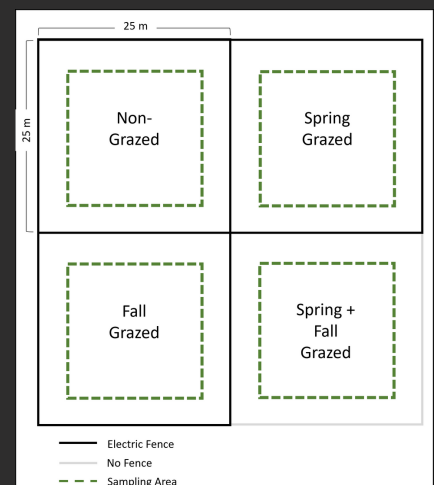 25 m
25 m
Non-
Grazed
Spring
Grazed
Fall
Grazed
Spring +
Fall
Grazed
Electric Fence
No Fence
Sampling Area